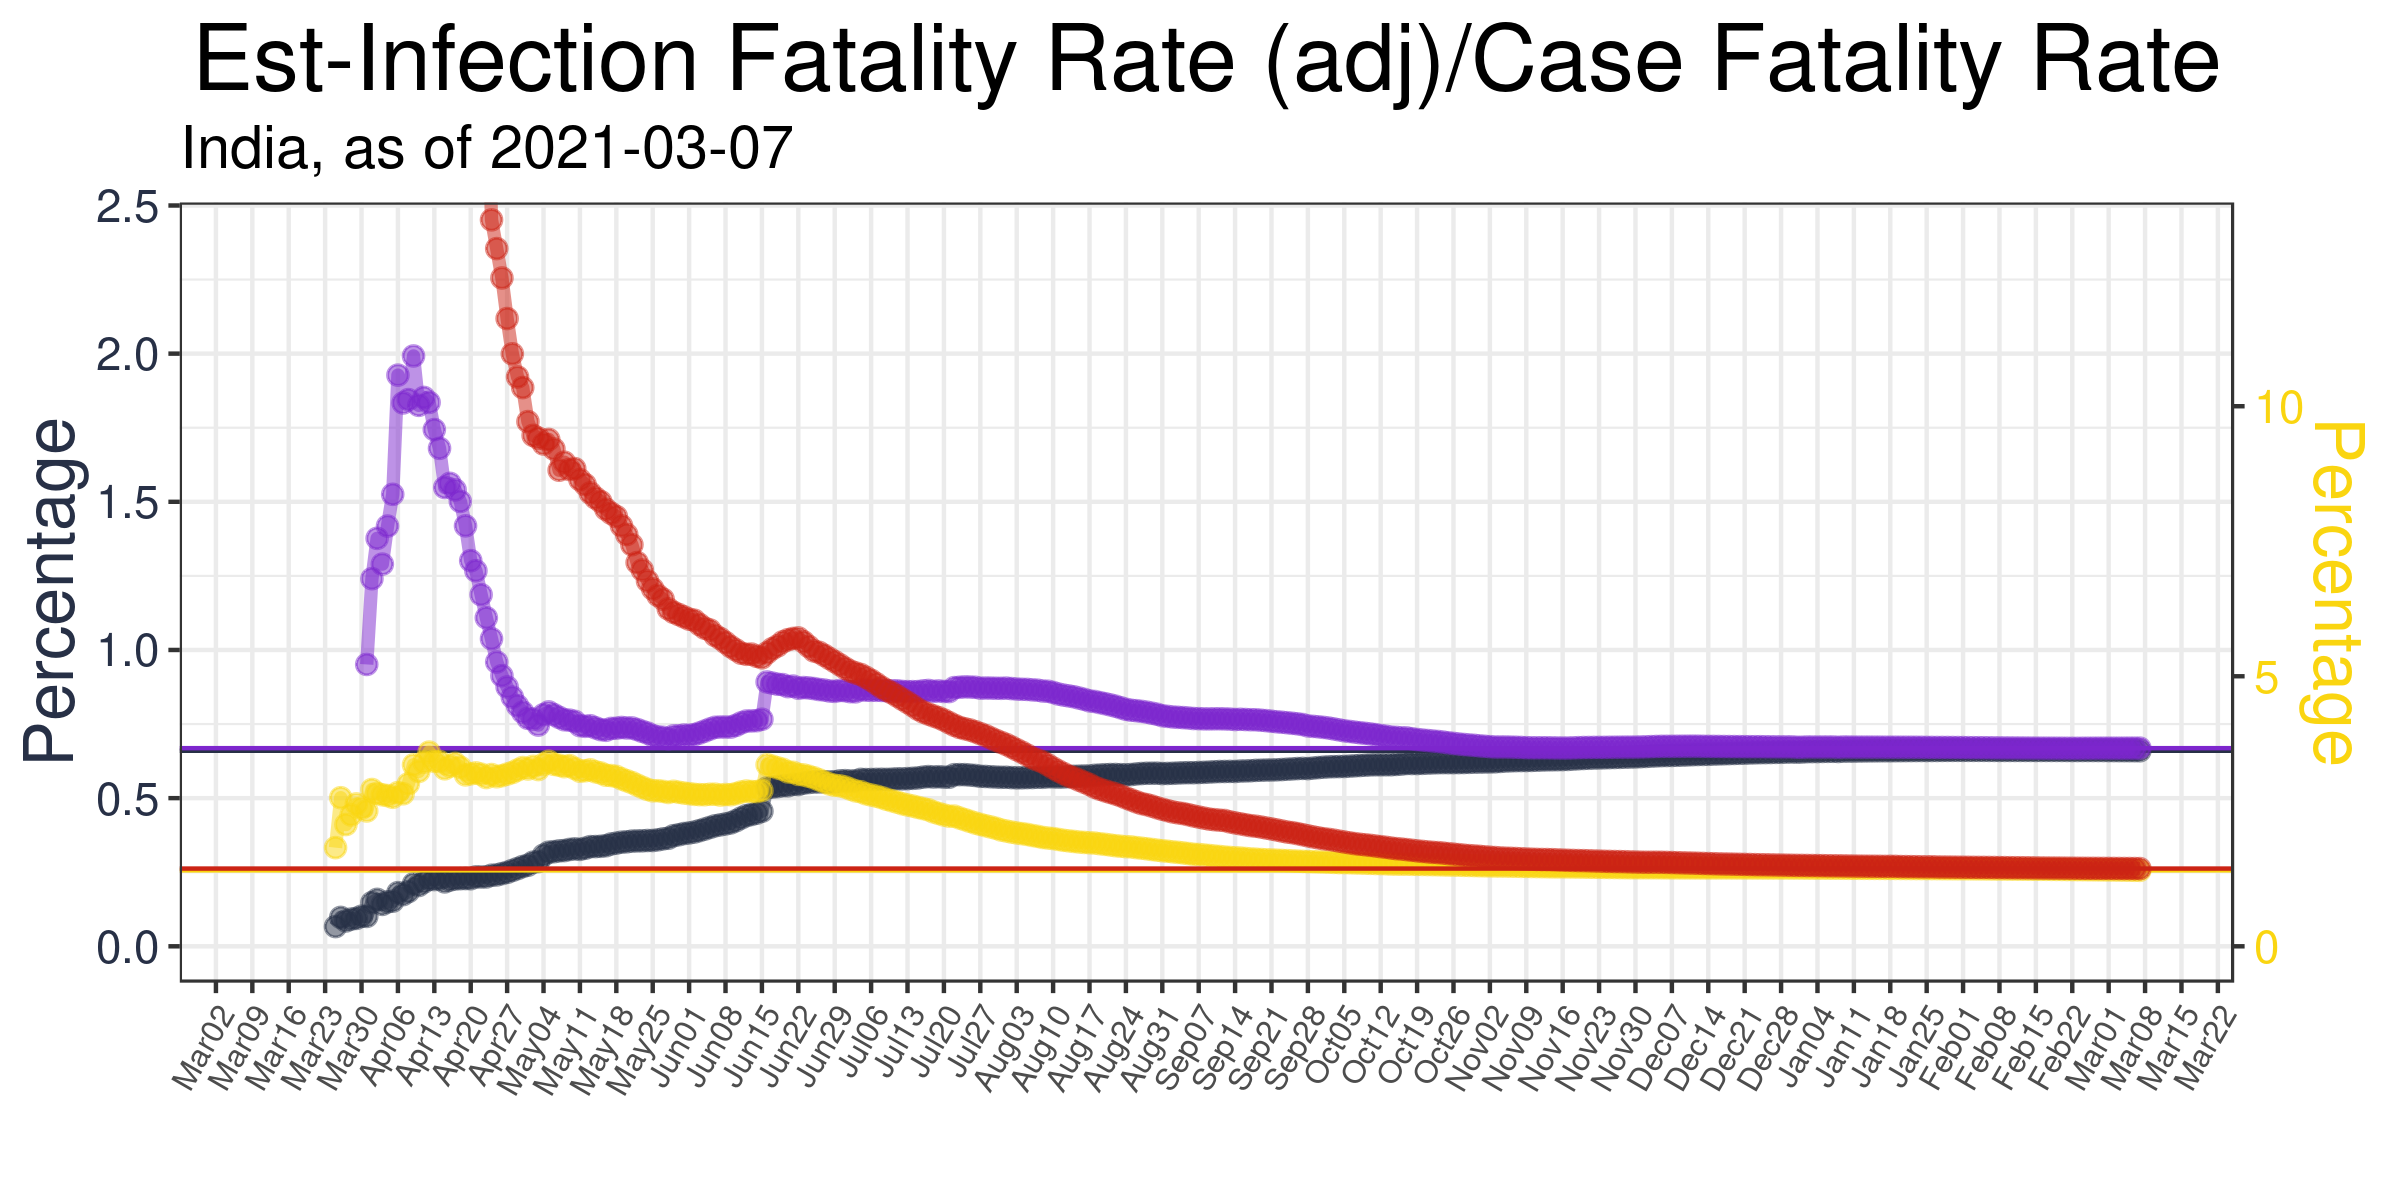 Est-Infection Fatality Rate (adj)/Case Fatality Rate
India, as of 2021-03-07
Percentage
2.5
2.0
1.5
1.0
0.5
0.0
10
5
0
Percentage
Mar02
Mar09
Mar16
Mar23
Mar30
Apr06
Apr13
Apr20
Apr27
May04
May11
May18
May25
Jun01
Jun08
Jun15
Jun22
Jun29
Jul06
Jul13
Jul20
Jul27
Aug03
Aug10
Aug17
Aug24
Aug31
Sep07
Sep14
Sep21
Sep28
Oct05
Oct12
Oct19
Oct26
Nov02
Nov09
Nov16
Nov23
Nov30
Dec07
Dec14
Dec21
Dec28
Jan04
Jan11
Jan18
Jan25
Feb01
Feb08
Feb15
Feb22
Mar01
Mar08
Mar15
Mar22